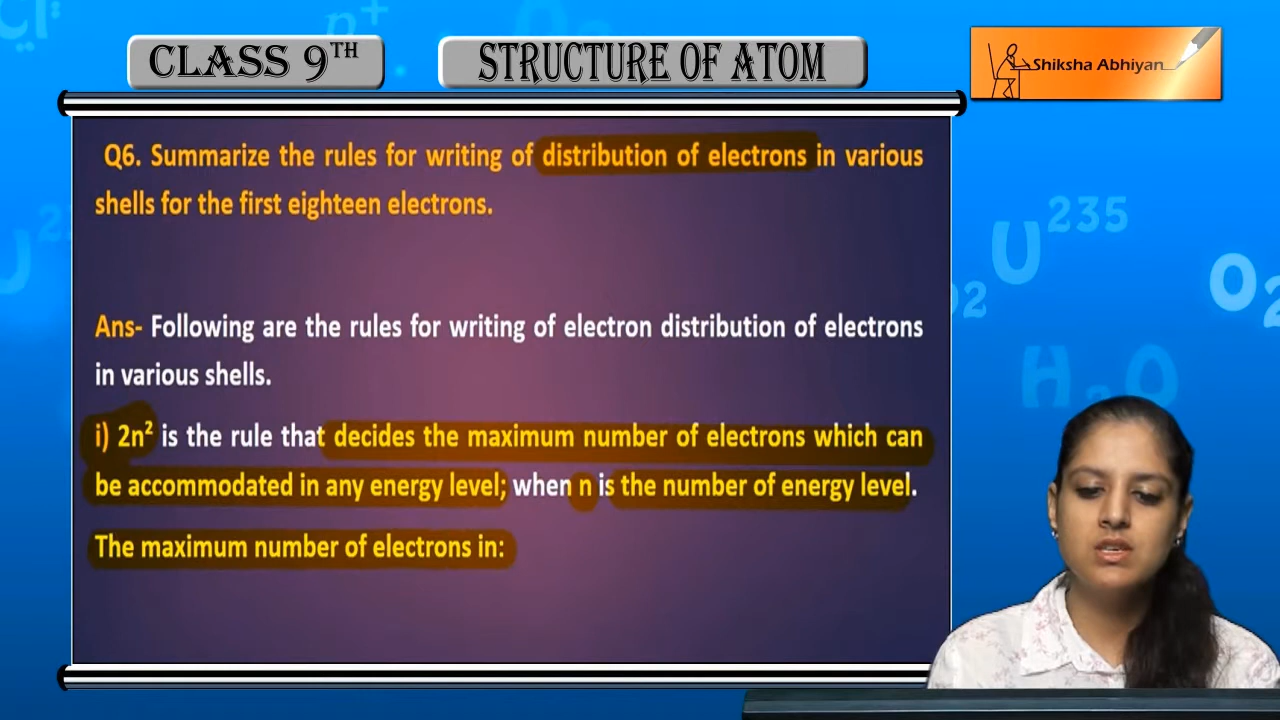 CLASS 9TH
STRUCTURE OF ATOM
Shiksha Abhiyan
Q6. Summarize the rules for writing of distribution of electrons in various
shells for the first eighteen electrons.
Ans- Following are the rules for writing of electron distribution of electrons
in various shells.
i) 2n² is the rule that decides the maximum number of electrons which can
be accommodated in any energy level; when n is the number of energy level.
The maximum number of electrons in:
U 235
O2
H2O